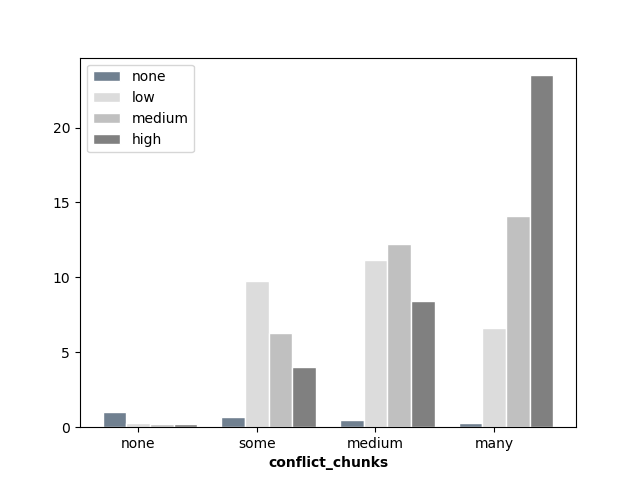 none
low
medium
high
20
15
10
5
0
none some medium many
conflict_chunks